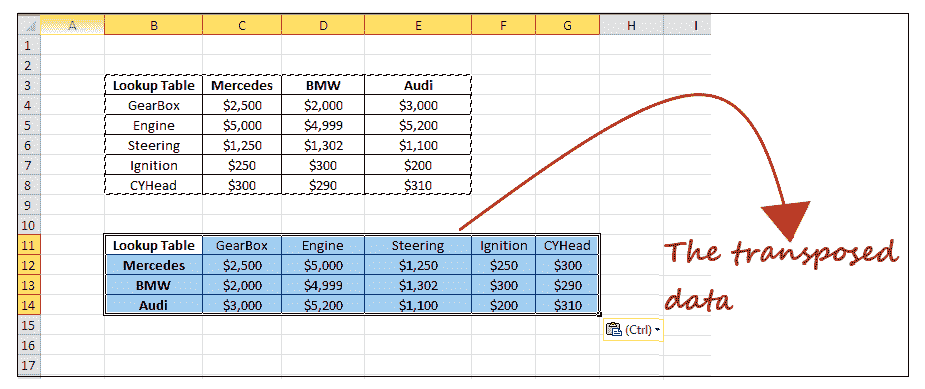 A B C D E F G H I
1
2
3 Lookup Table Mercedes BMW Audi
4 GearBox $2,500 $2,000 $3,000
5 Engine $5,000 $4,999 $5,200
6 Steering $1,250 $1,302 $1,100
7 Ignition $250 $300 $200
8 CYHead $300 $290 $310
9
10
11 Lookup Table GearBox Engine Steering Ignition CYHead
12 Mercedes $2,500 $5,000 $1,250 $250 $300
13 BMW $2,000 $4,999 $1,302 $300 $290
14 Audi $3,000 $5,200 $1,100 $200 $310
The transposed
data
15 (Ctrl)
16
17